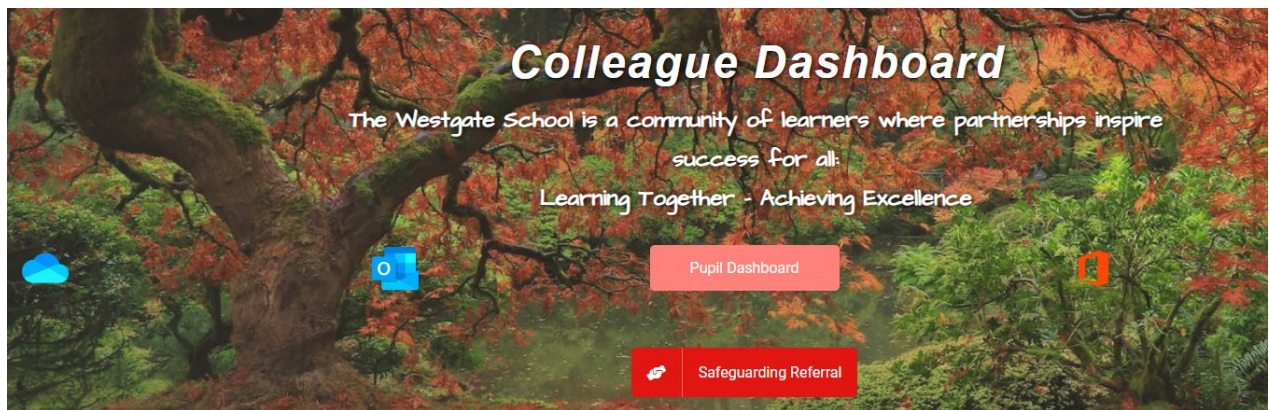 Colleague Dashboard
The Westgate School is a community of learners where partnerships inspire
success for all:
Learning Together - Achieving Excellence
O
Pupil Dashboard
Safeguarding Referral